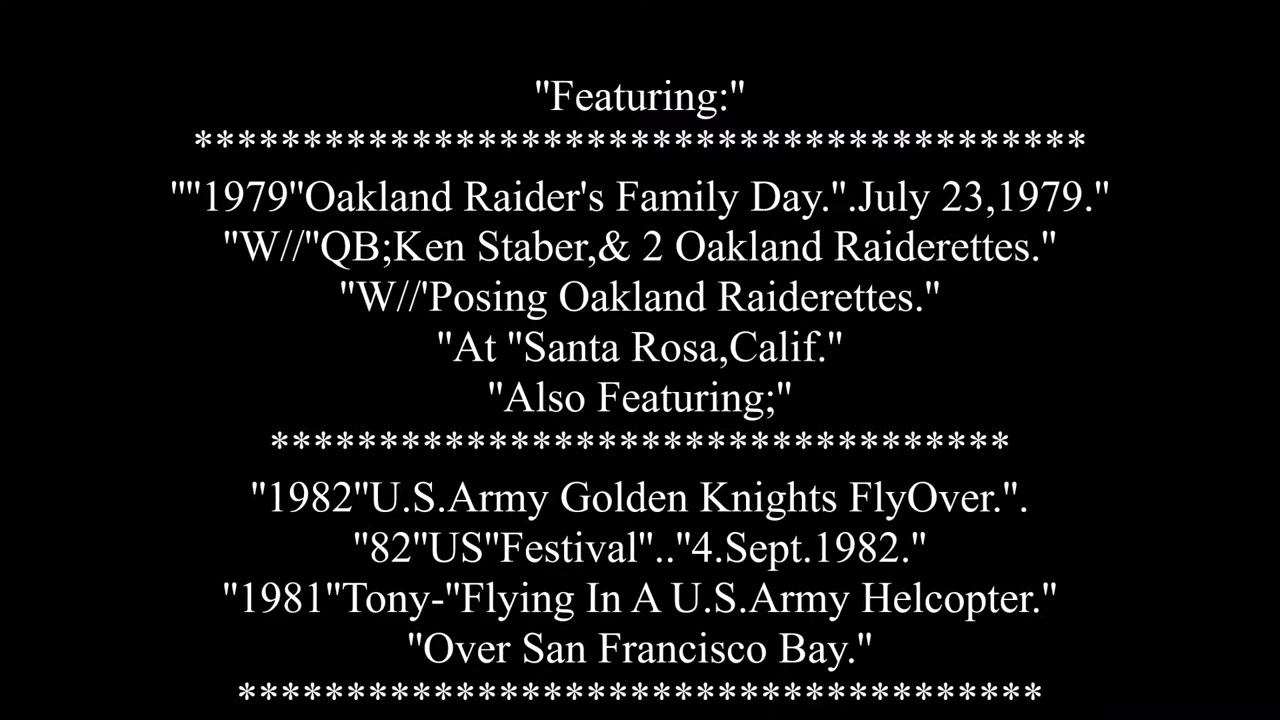 "Featuring:"
*****************************************
""1979"Oakland Raider's Family Day.".July 23,1979."
"W//"QB;Ken Staber,& 2 Oakland Raiderettes."
"W//'Posing Oakland Raiderettes."
"At "Santa Rosa,Calif."
"Also Featuring;"
**********************************
"1982"U.S.Army Golden Knights FlyOver.".
"82"US"Festival".."4.Sept.1982."
"1981"Tony-"Flying In A U.S.Army Helcopter."
"Over San Francisco Bay."
*************************************